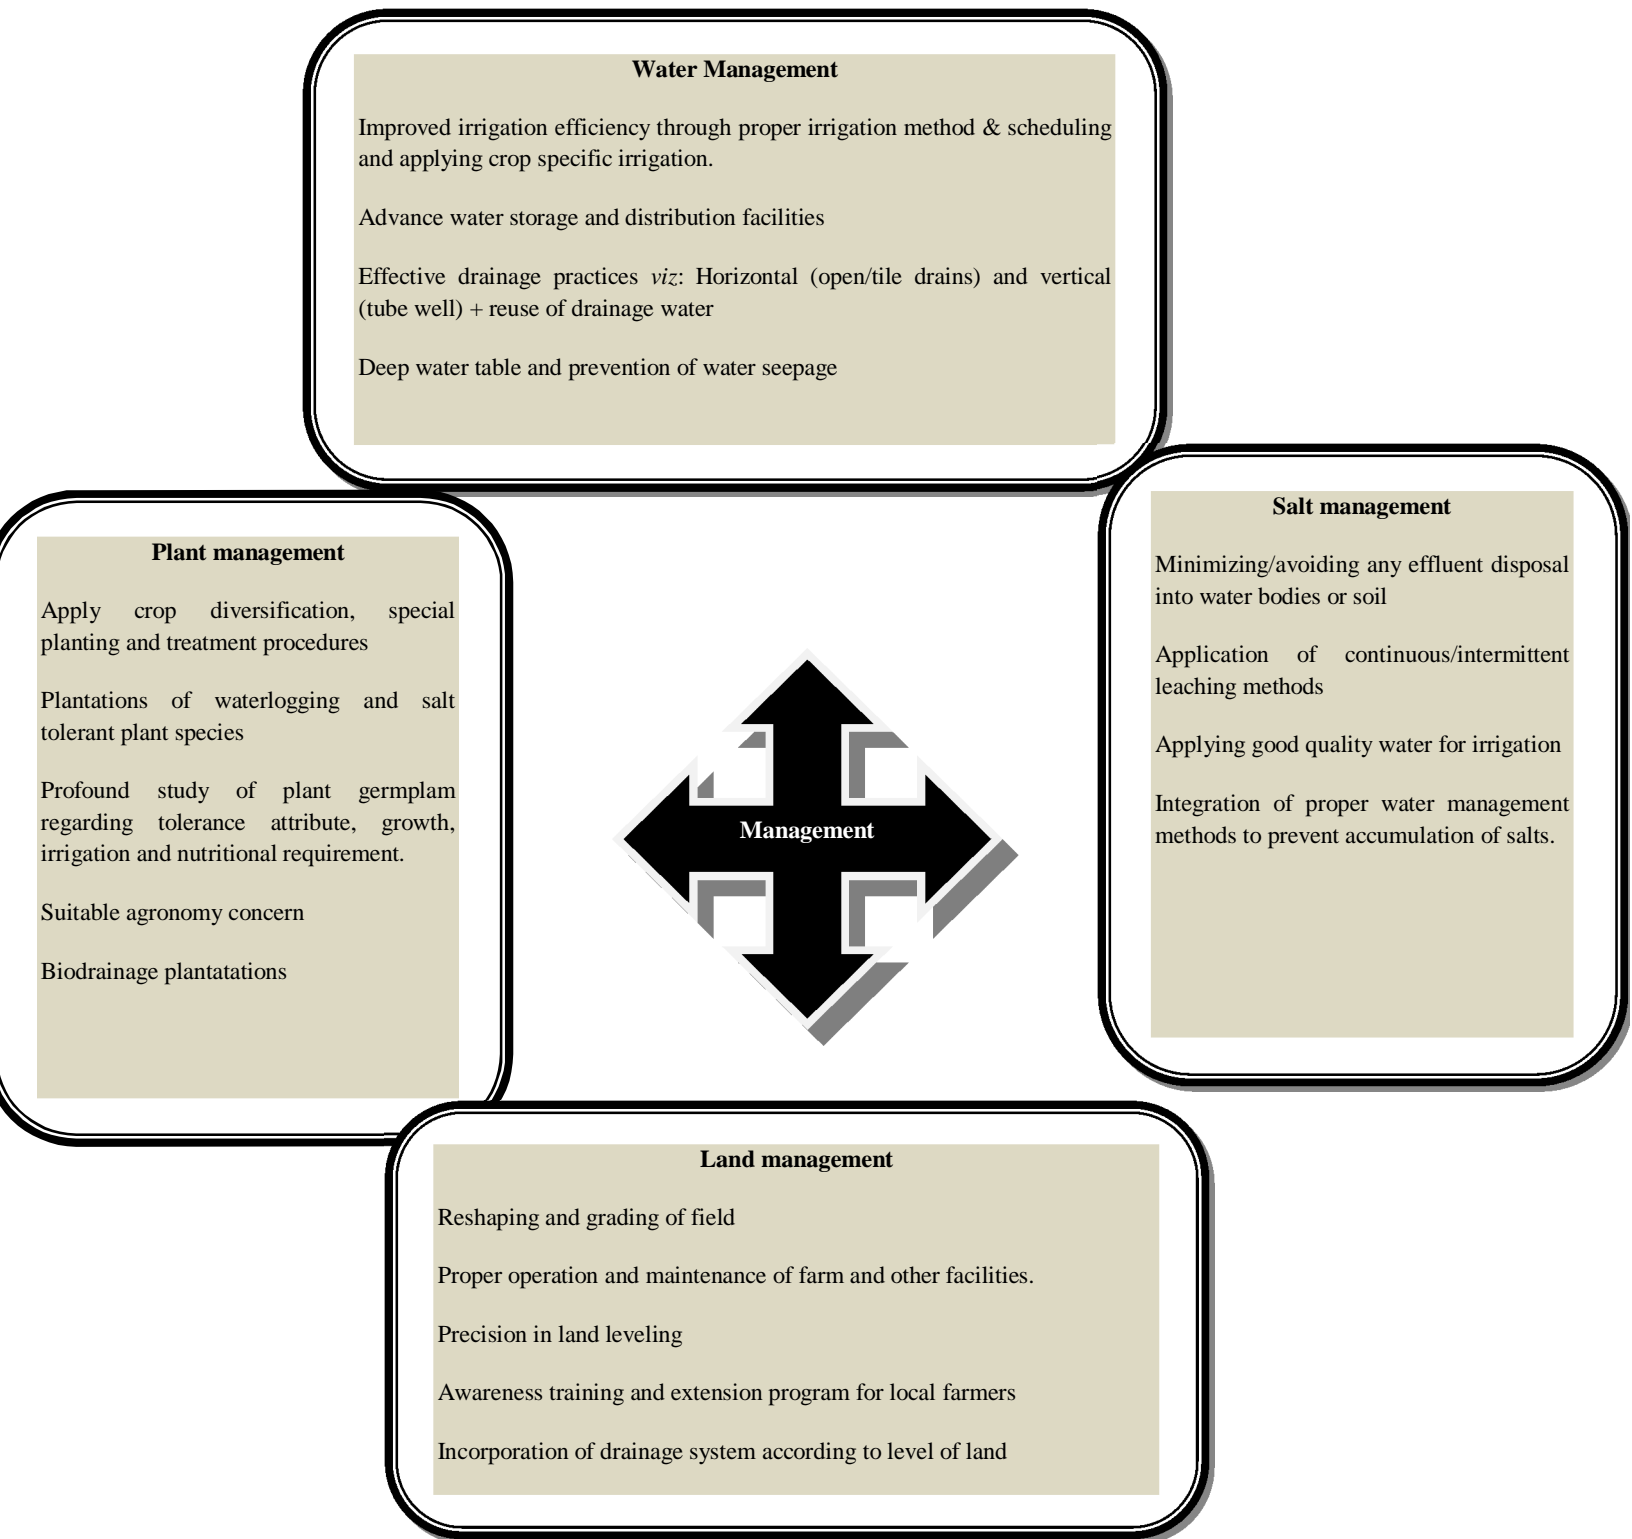 Water Management
Improved irrigation efficiency through proper irrigation method & scheduling
and applying crop specific irrigation.
Advance water storage and distribution facilities
Effective drainage practices viz: Horizontal (open/tile drains) and vertical
(tube well) + reuse of drainage water
Deep water table and prevention of water seepage
Plant management
Apply crop diversification, special
planting and treatment procedures
Plantations of waterlogging and salt
tolerant plant species
Profound study of plant germplam
regarding tolerance attribute, growth,
irrigation and nutritional requirement.
Suitable agronomy concern
Biodrainage plantatations
Management
Salt management
Minimizing/avoiding any effluent disposal
into water bodies or soil
Application of continuous/intermittent
leaching methods
Applying good quality water for irrigation
Integration of proper water management
methods to prevent accumulation of salts.
Land management
Reshaping and grading of field
Proper operation and maintenance of farm and other facilities.
Precision in land leveling
Awareness training and extension program for local farmers
Incorporation of drainage system according to level of land